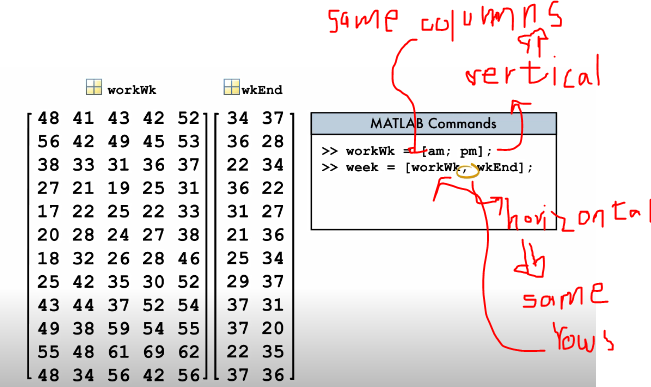 same columns
vertical
workWk wkEnd
48 41 43 42 52 34 37
56 42 49 45 53 36 28
38 33 31 36 37 22 34
27 21 19 25 31 36 22
17 22 25 22 33 31 27
20 28 24 27 38 21 36
18 32 26 28 46 25 34
25 42 35 30 52 29 37
43 44 37 52 54 37 31
49 38 59 54 55 37 20
55 48 61 69 62 22 35
48 34 56 42 56 37 36
MATLAB Commands
>> workWk = [am; pm];
>> week = [workWk, wkEnd];
horizontal
same
rows